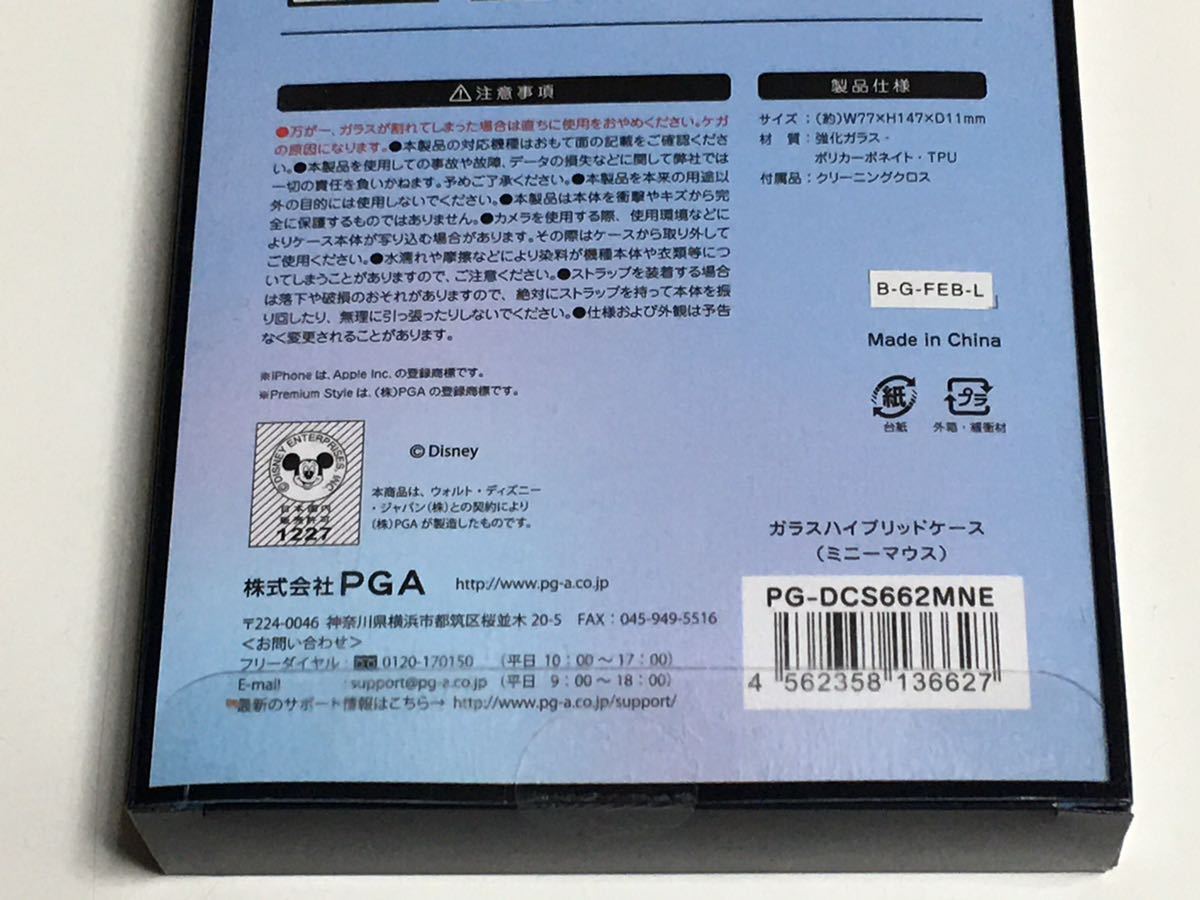 ⚠注意事項
●万が一、ガラスが割れてしまった場合は直ちに使用をおやめください。ケガ
の原因になります。●本製品の対応機種はおもて面の記載をご確認くださ
い。●本製品を使用しての事故や故障、データの損失などに関して弊社では
一切の責任を負いかねます。予めご了承ください。●本製品を本来の用途以
外の目的には使用しないでください。●本製品は本体を衝撃やキズから完
全に保護するものではありません。●カメラを使用する際、使用環境などに
よりケース本体が写り込む場合があります。その際はケースから取り外して
ご使用ください。●水濡れや摩擦などにより染料が機種本体や衣類等につ
いてしまうことがありますので、ご注意ください。●ストラップを装着する場合
は落下や破損のおそれがありますので、絶対にストラップを持って本体を振
り回したり、無理に引っ張ったりしないでください。●仕様および外観は予告
なく変更されることがあります。
※iPhoneは、Apple Inc.の登録商標です。
※Premium Styleは、(株)PGAの登録商標です。
製品仕様
サイズ：(約)W77×H147×D11mm
材　質：強化ガラス・
ポリカーボネイト・TPU
付属品：クリーニングクロス
B-G-FEB-L
Made in China
紙
プラ
台紙
外箱・緩衝材
©DISNEY ENTERPRISES, INC.
日本国内
販売許諾
1227
©Disney
本商品は、ウォルト・ディズニー
・ジャパン(株)との契約により
(株)PGAが製造したものです。
株式会社PGA http://www.pg-a.co.jp
〒224-0046 神奈川県横浜市都筑区桜並木20-5 FAX：045-949-5516
＜お問い合わせ＞
フリーダイヤル：0120-170150 （平日 10：00～17：00）
E-mail : support@pg-a.co.jp （平日 9：00～18：00）
最新のサポート情報はこちら→ http://www.pg-a.co.jp/support/
ガラスハイブリッドケース
（ミニーマウス）
PG-DCS662MNE
4 562358 136627